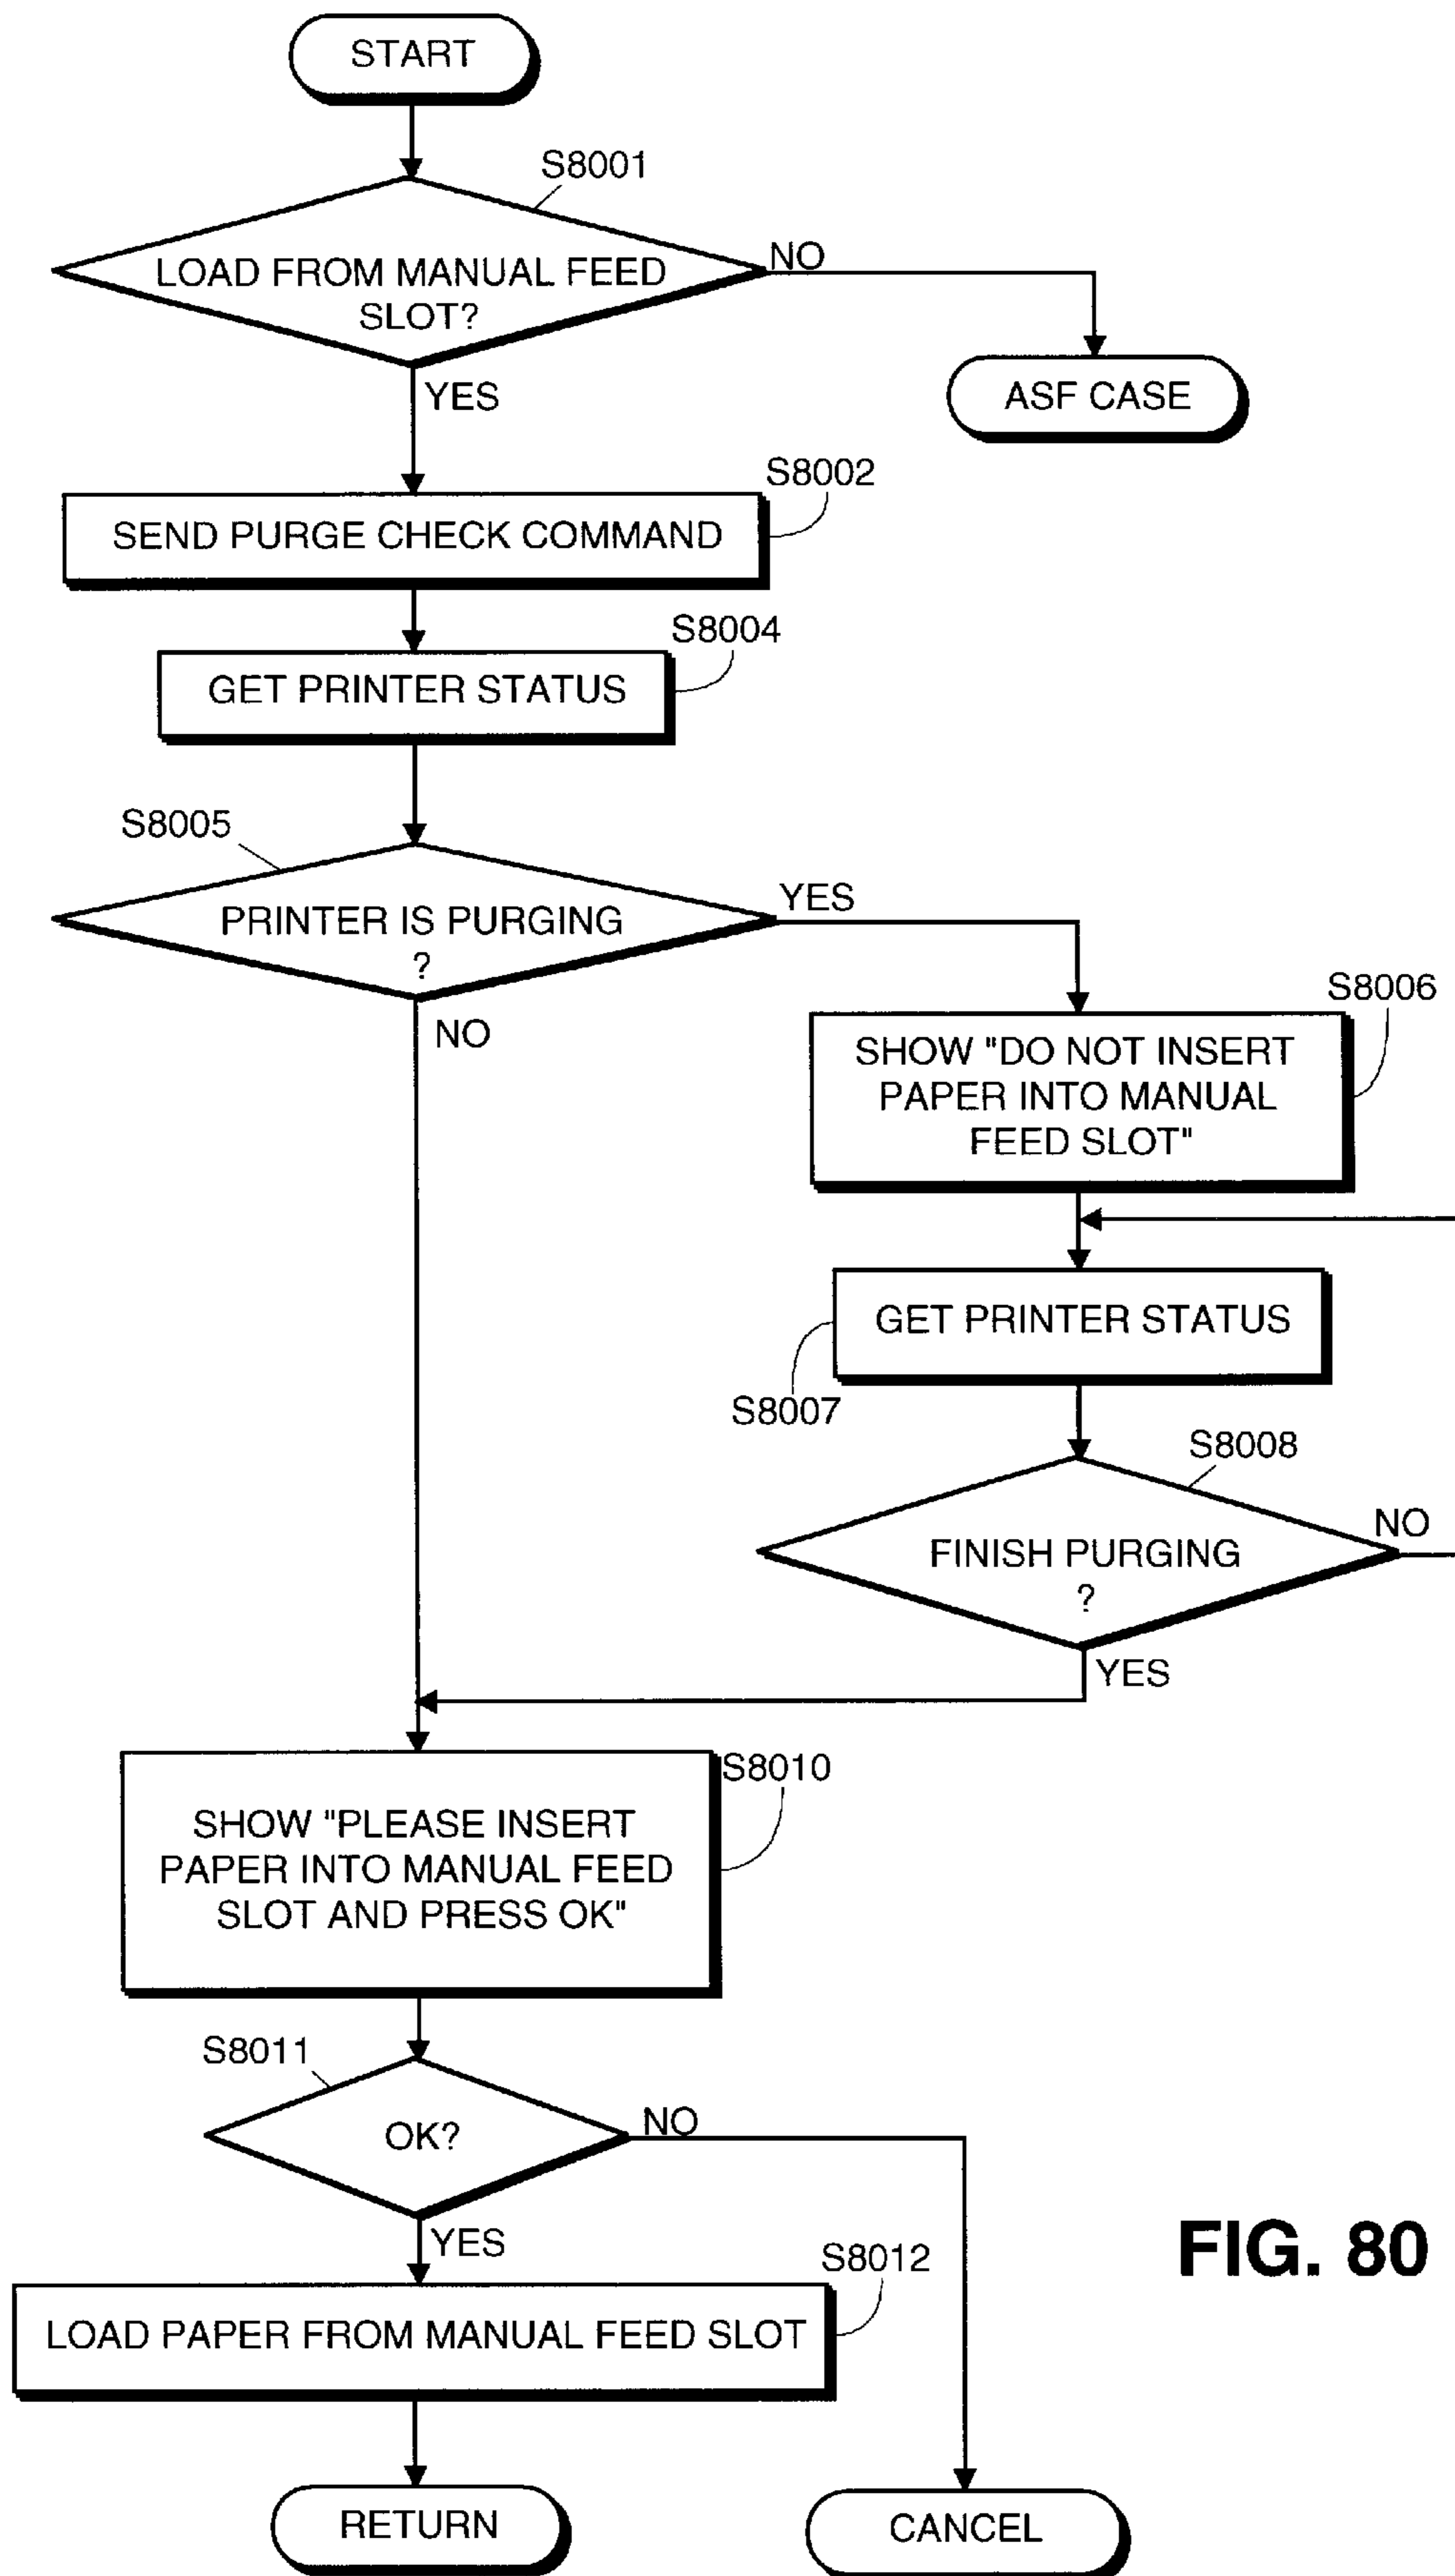 START
S8001
LOAD FROM MANUAL FEED
SLOT?
NO
YES
ASF CASE
S8002
SEND PURGE CHECK COMMAND
S8004
GET PRINTER STATUS
S8005
PRINTER IS PURGING
?
YES
NO
S8006
SHOW "DO NOT INSERT
PAPER INTO MANUAL
FEED SLOT"
GET PRINTER STATUS
S8007
S8008
FINISH PURGING
?
NO
YES
S8010
SHOW "PLEASE INSERT
PAPER INTO MANUAL FEED
SLOT AND PRESS OK"
S8011
OK?
NO
YES
S8012
LOAD PAPER FROM MANUAL FEED SLOT
FIG. 80
RETURN
CANCEL